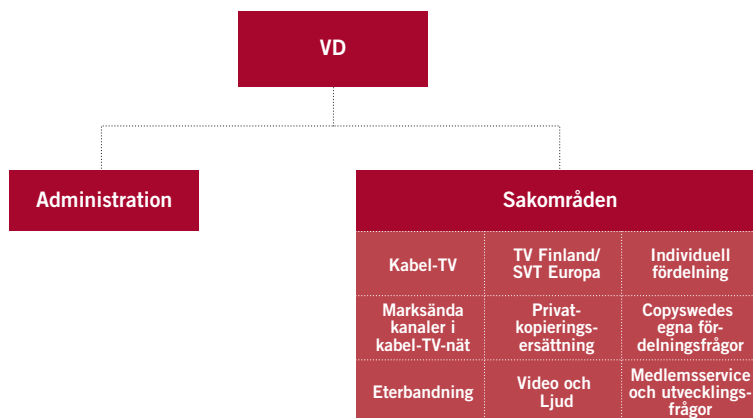 VD
Administration
Sakområden
Kabel-TV
TV Finland/
SVT Europa
Individuell
fördelning
Marksända
kanaler i
kabel-TV-nät
Privat-
kopierings-
ersättning
Copyswedes
egna för-
delningsfrågor
Eterbandning
Video och
Ljud
Medlemsservice
och utvecklings-
frågor